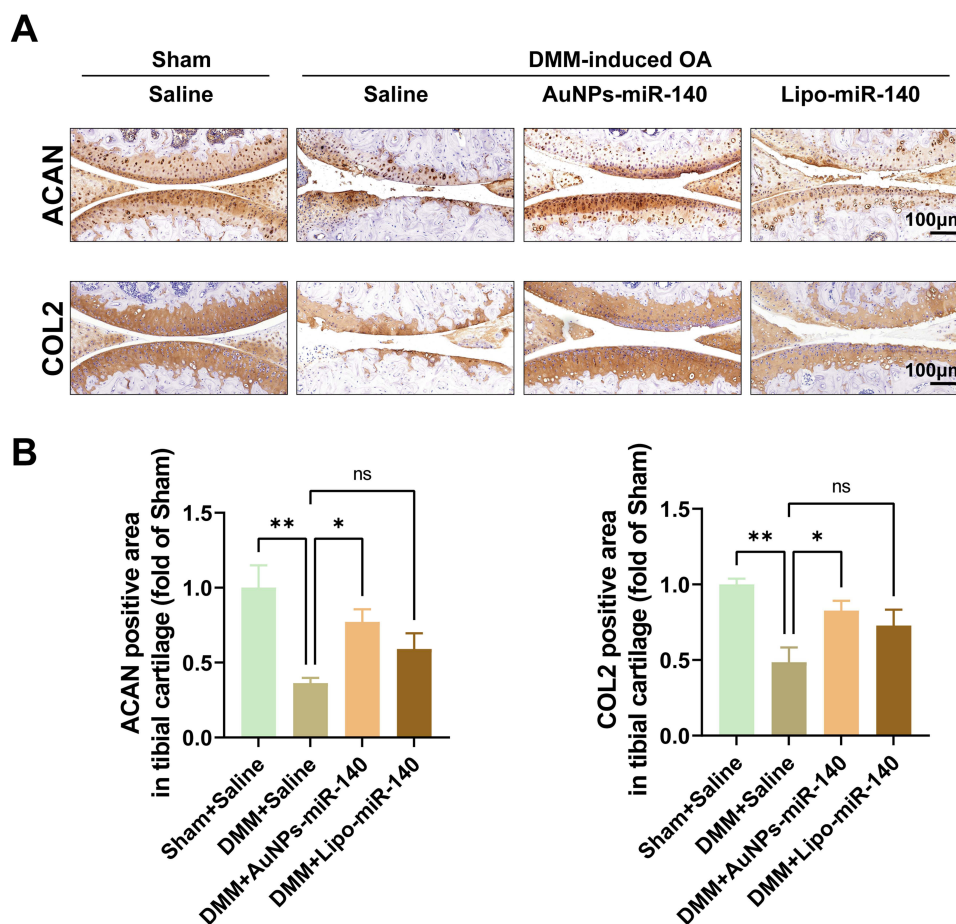 A
Sham
DMM-induced OA
Saline
Saline
AuNPs-miR-140
Lipo-miR-140
ACAN
100μm
COL2
100μm
B
ACAN positive area
in tibial cartilage (fold of Sham)
1.5
1.0
0.5
0.0
**
*
ns
Sham+Saline
DMM+Saline
DMM+AuNPs-miR-140
DMM+Lipo-miR-140
COL2 positive area
in tibial cartilage (fold of Sham)
1.5
1.0
0.5
0.0
**
*
ns
Sham+Saline
DMM+Saline
DMM+AuNPs-miR-140
DMM+Lipo-miR-140